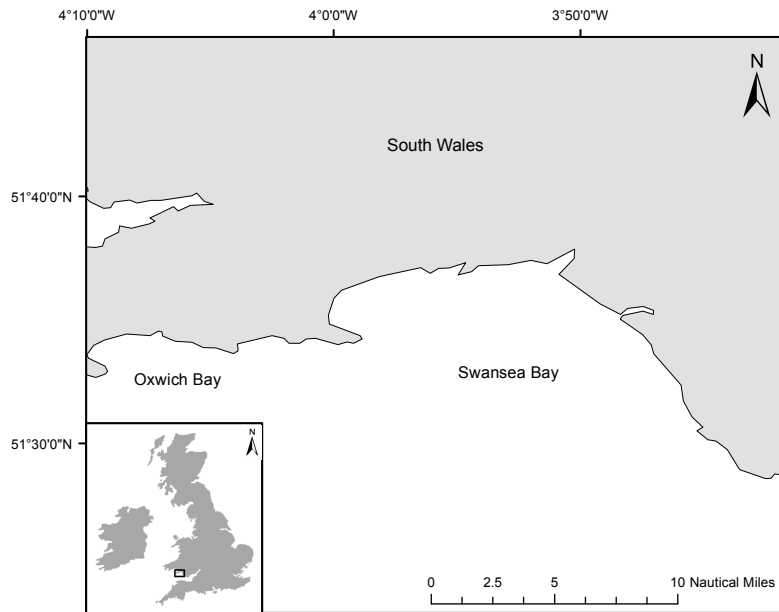 4°10'0"W 4°0'0"W 3°50'0"W
N
South Wales
51°40'0"N
Oxwich Bay
Swansea Bay
51°30'0"N
N
0 2.5 5 10 Nautical Miles